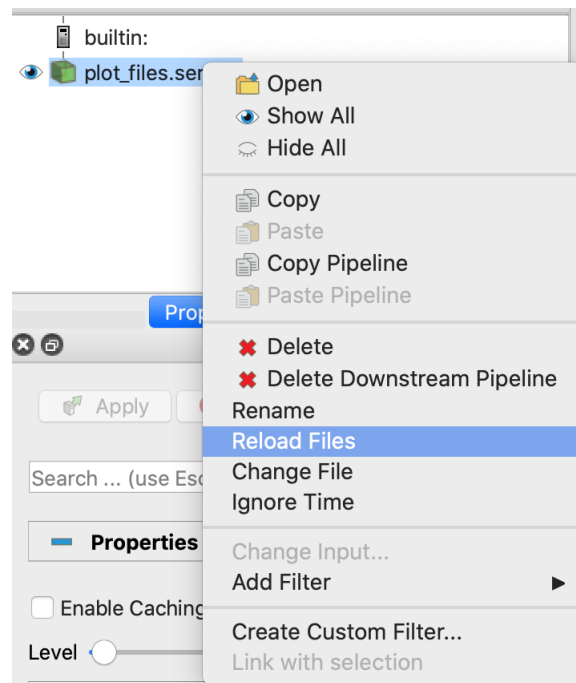 builtin:
plot_files.ser
Open
Show All
Hide All
Copy
Paste
Copy Pipeline
Paste Pipeline
Prop
Delete
Delete Downstream Pipeline
Apply
Rename
Reload Files
Search ... (use Esc
Change File
Ignore Time
Properties
Change Input...
Add Filter
Enable Caching
Create Custom Filter...
Level
Link with selection